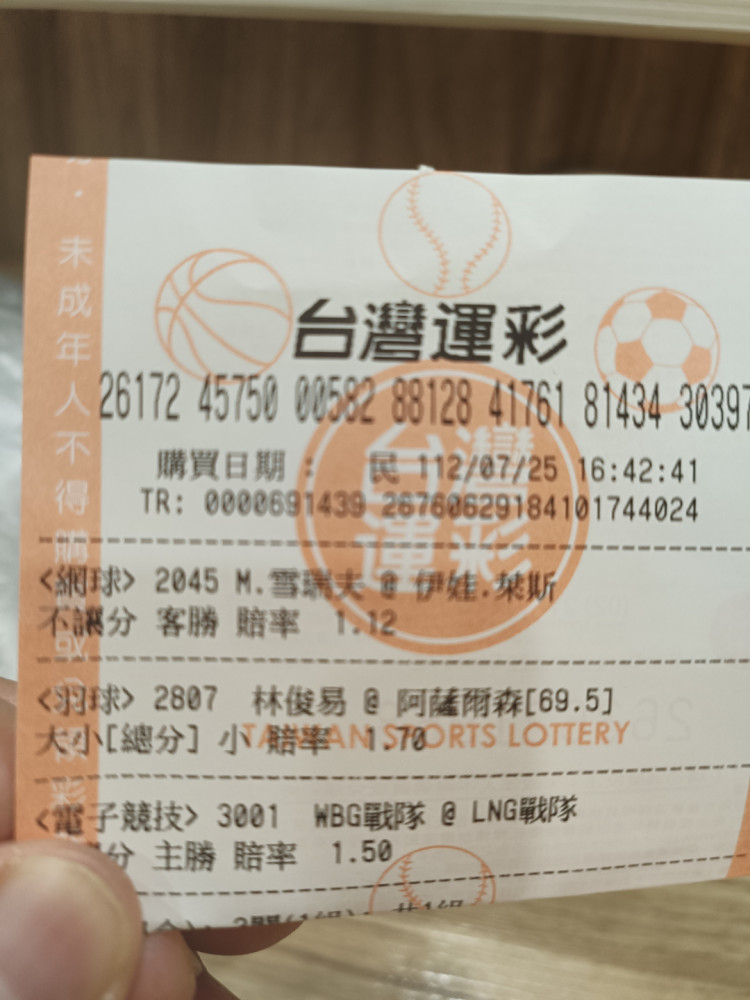 台灣運彩
26172 45750 00582 88128 41761 81434 30397
購買日期 : 民 112/07/25 16:42:41
TR: 0000691439 26760629184101744024
台灣運彩
<網球> 2045 M.雪瑞夫 @ 伊娃.萊斯
不讓分 客勝 賠率 1.12
<羽球> 2807 林俊易 @ 阿薩爾森[69.5]
大小[總分] 小 賠率 1.70
TAIWAN SPORTS LOTTERY
<電子競技> 3001 WBG戰隊 @ LNG戰隊
分 主勝 賠率 1.50
未成年人不得購